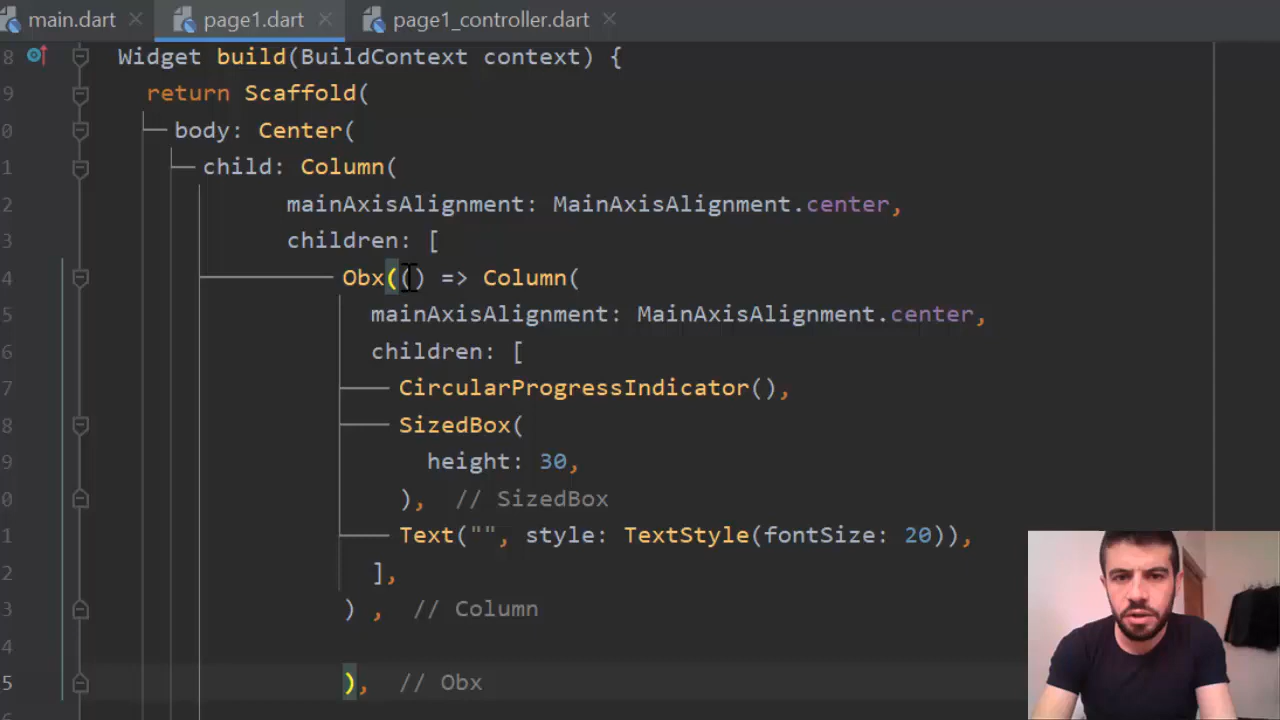 main.dart page1.dart page1_controller.dart
8 Widget build(BuildContext context) {
9 return Scaffold(
0 body: Center(
1 child: Column(
2 mainAxisAlignment: MainAxisAlignment.center,
3 children: [
4 Obx(() => Column(
5 mainAxisAlignment: MainAxisAlignment.center,
6 children: [
7 CircularProgressIndicator(),
8 SizedBox(
9 height: 30,
0 ), // SizedBox
1 Text("", style: TextStyle(fontSize: 20)),
2 ],
3 ) , // Column
4
5 ), // Obx